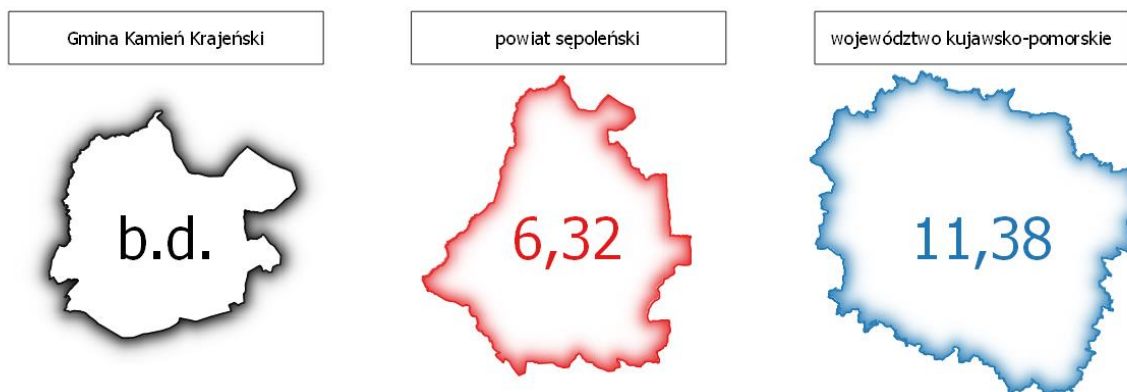 Gmina Kamień Krajeński
powiat sępoleński
województwo kujawsko-pomorskie
b.d.
6,32
11,38